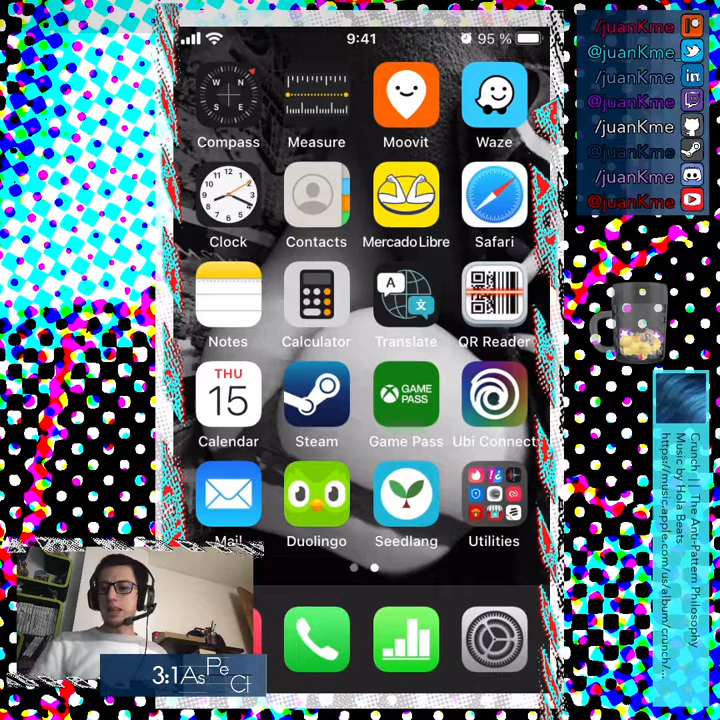 9:41
95 %
Compass
Measure
Moovit
Waze
Clock
Contacts
MercadoLibre
Safari
A
文
Notes
Calculator
Translate
QR Reader
THU
15
GAME
PASS
Calendar
Steam
Game Pass
Ubi Connect
Mail
Duolingo
Seedlang
Utilities
3:1AsPeCt
/juanKme
@juanKme_
/juanKme
@juanKme
/juanKme
@juanKme
/juanKme
@juanKme
Crunch || The Anti-Pattern Philosophy
Music by Hola Beats
https://music.apple.com/us/album/crunch/...